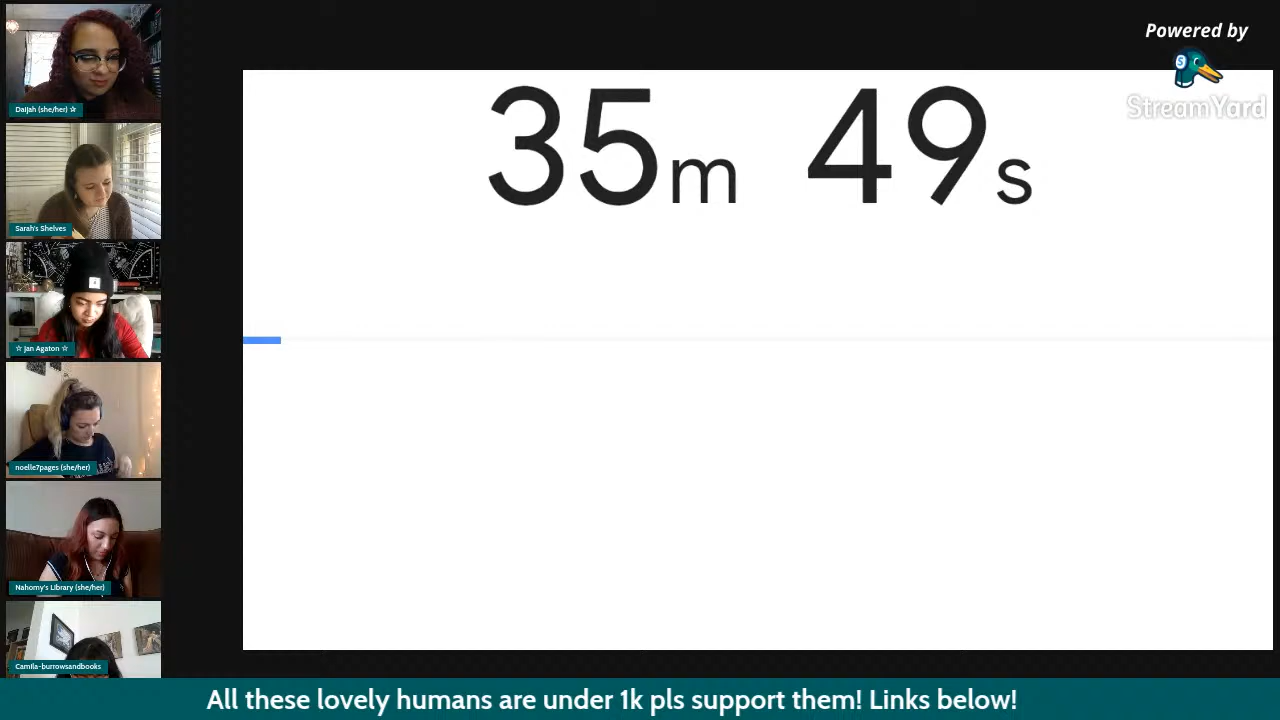 Powered by
StreamYard
35m 49s
Daijah (she/her) ☆
Sarah's Shelves
☆ Jan Agaton ☆
noelle7pages (she/her)
Nahomy's Library (she/her)
Camila-burrowsandbooks
All these lovely humans are under 1k pls support them! Links below!